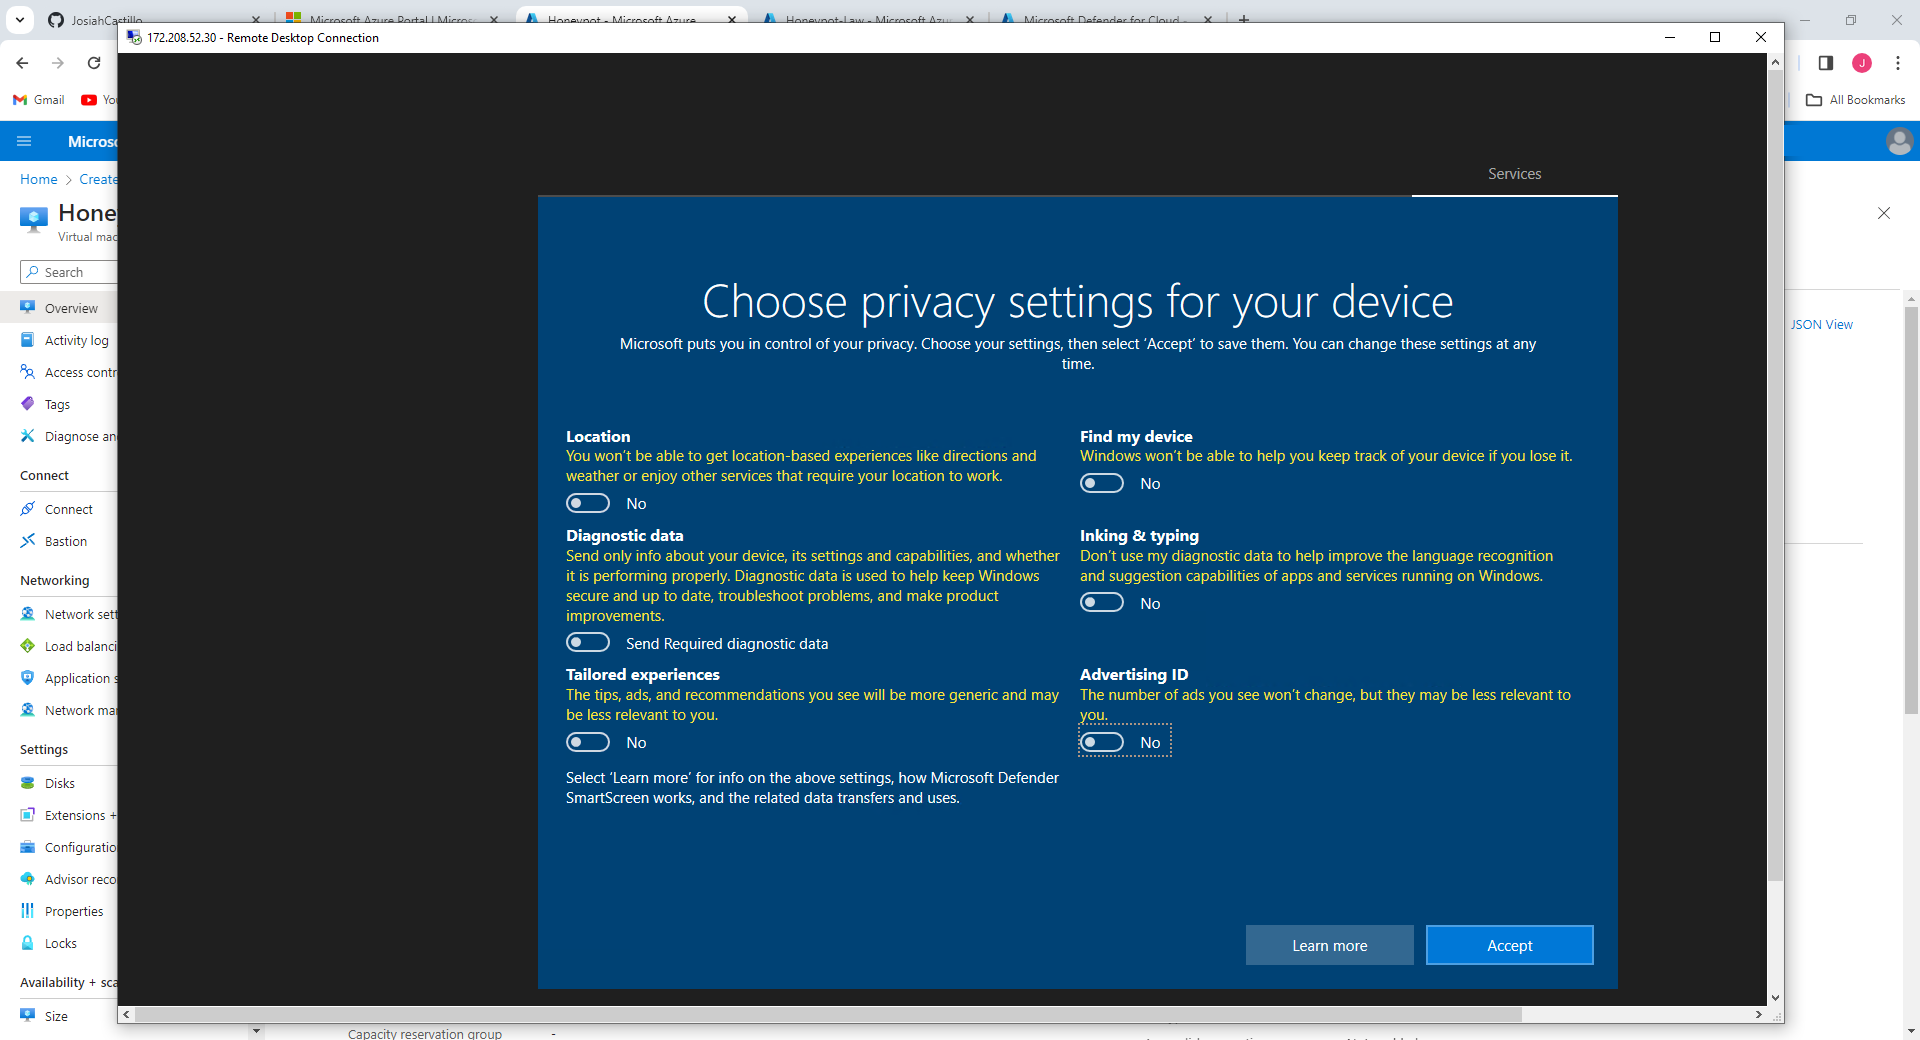 JosiahCastillo
Microsoft Azure Portal | Micros
Honeypot - Microsoft Azure
Honeypot-Law - Microsoft Azu
Microsoft Defender for Cloud -
172.208.52.30 - Remote Desktop Connection
J
Gmail
You
All Bookmarks
Micros
Home > Create
Hone
Virtual mac
Search
Overview
Activity log
Access contr
Tags
Diagnose an
Connect
Connect
Bastion
Networking
Network sett
Load balanci
Application s
Network mar
Settings
Disks
Extensions +
Configuratio
Advisor reco
Properties
Locks
Availability + sca
Size
Services
Choose privacy settings for your device
Microsoft puts you in control of your privacy. Choose your settings, then select ‘Accept’ to save them. You can change these settings at any
time.
Location
You won’t be able to get location-based experiences like directions and
weather or enjoy other services that require your location to work.
No
Find my device
Windows won’t be able to help you keep track of your device if you lose it.
No
Diagnostic data
Send only info about your device, its settings and capabilities, and whether
it is performing properly. Diagnostic data is used to help keep Windows
secure and up to date, troubleshoot problems, and make product
improvements.
Send Required diagnostic data
Inking & typing
Don’t use my diagnostic data to help improve the language recognition
and suggestion capabilities of apps and services running on Windows.
No
Tailored experiences
The tips, ads, and recommendations you see will be more generic and may
be less relevant to you.
No
Advertising ID
The number of ads you see won’t change, but they may be less relevant to
you.
No
Select ‘Learn more’ for info on the above settings, how Microsoft Defender
SmartScreen works, and the related data transfers and uses.
Learn more
Accept
JSON View
Capacity reservation group
-